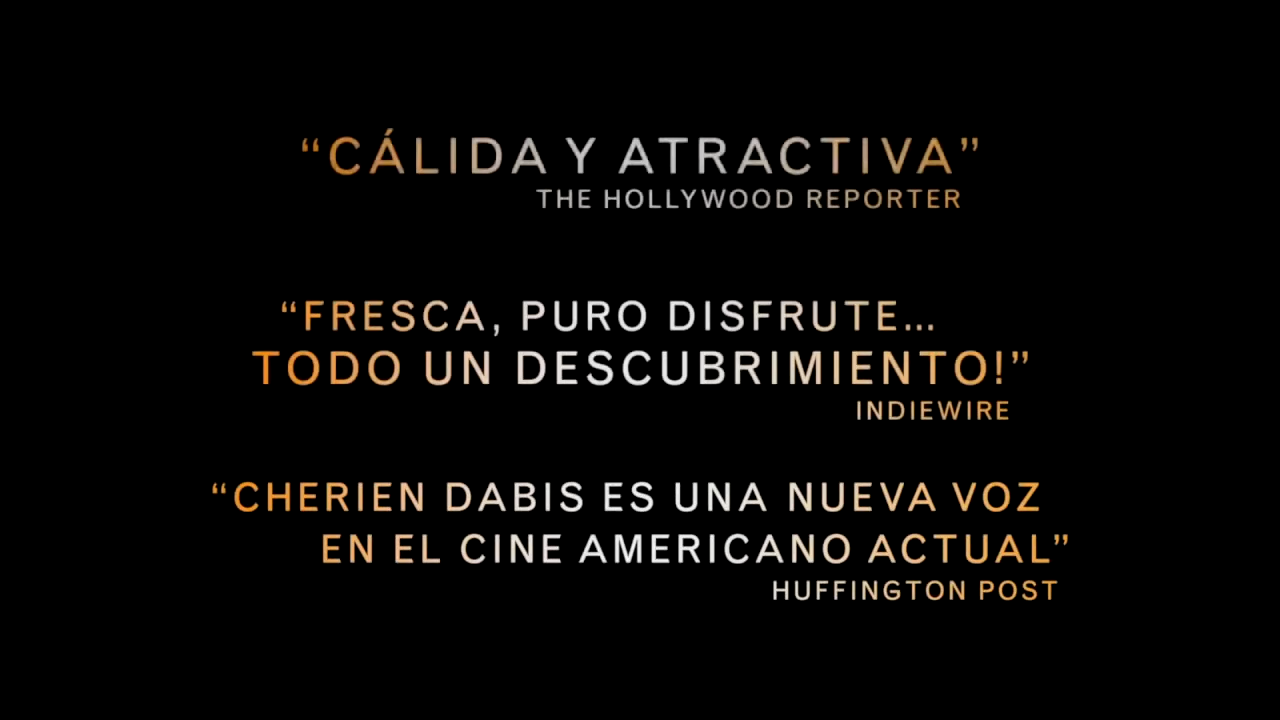 “CÁLIDA Y ATRACTIVA”
THE HOLLYWOOD REPORTER
“FRESCA, PURO DISFRUTE...
TODO UN DESCUBRIMIENTO!”
INDIEWIRE
“CHERIEN DABIS ES UNA NUEVA VOZ
EN EL CINE AMERICANO ACTUAL”
HUFFINGTON POST